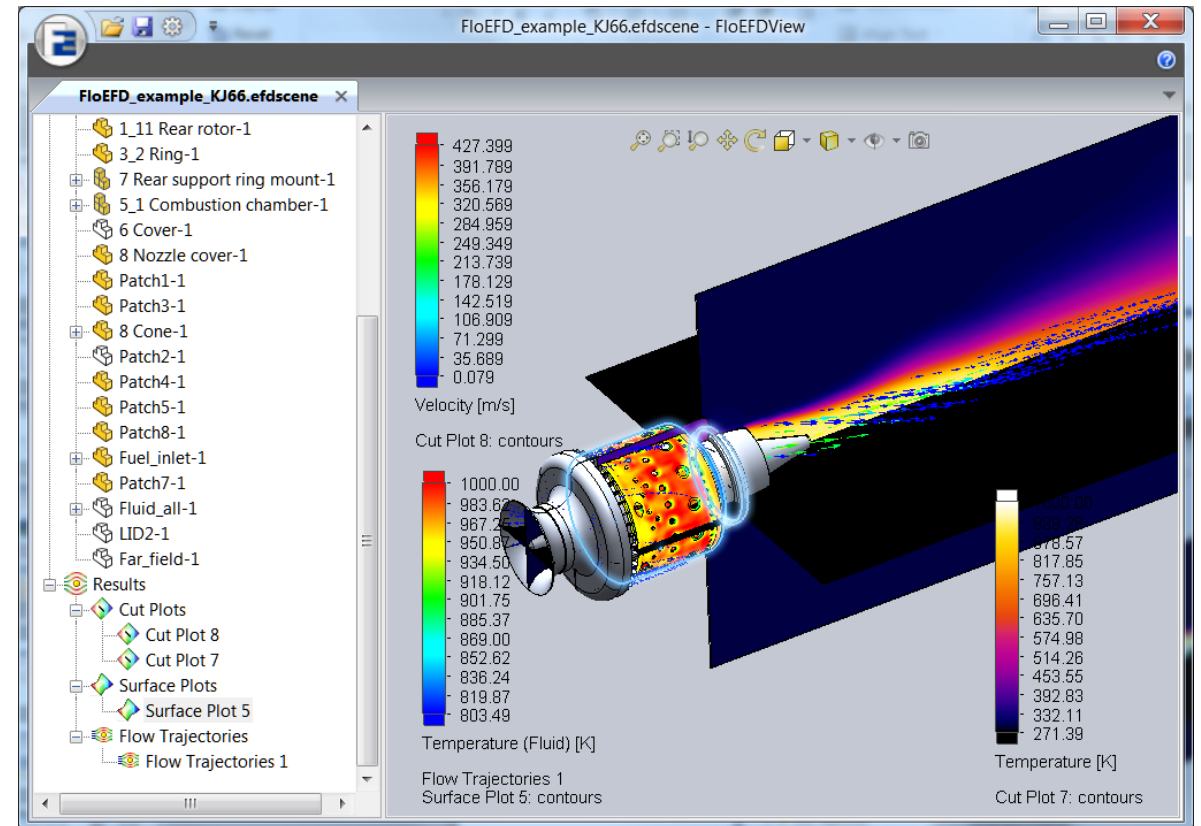 FloEFD_example_KJ66.efdscene - FloEFDView
FloEFD_example_KJ66.efdscene
1_11 Rear rotor-1
3_2 Ring-1
7 Rear support ring mount-1
5_1 Combustion chamber-1
6 Cover-1
8 Nozzle cover-1
Patch1-1
Patch3-1
8 Cone-1
Patch2-1
Patch4-1
Patch5-1
Patch8-1
Fuel_inlet-1
Patch7-1
Fluid_all-1
LID2-1
Far_field-1
Results
Cut Plots
Cut Plot 8
Cut Plot 7
Surface Plots
Surface Plot 5
Flow Trajectories
Flow Trajectories 1
427.399
391.789
356.179
320.569
284.959
249.349
213.739
178.129
142.519
106.909
71.299
35.689
0.079
Velocity [m/s]
Cut Plot 8: contours
1000.00
983.62
934.50
918.12
901.75
885.37
869.00
852.62
836.24
819.87
803.49
Temperature (Fluid) [K]
Flow Trajectories 1
Surface Plot 5: contours
817.85
757.13
696.41
635.70
574.98
514.26
453.55
392.83
332.11
271.39
Temperature [K]
Cut Plot 7: contours